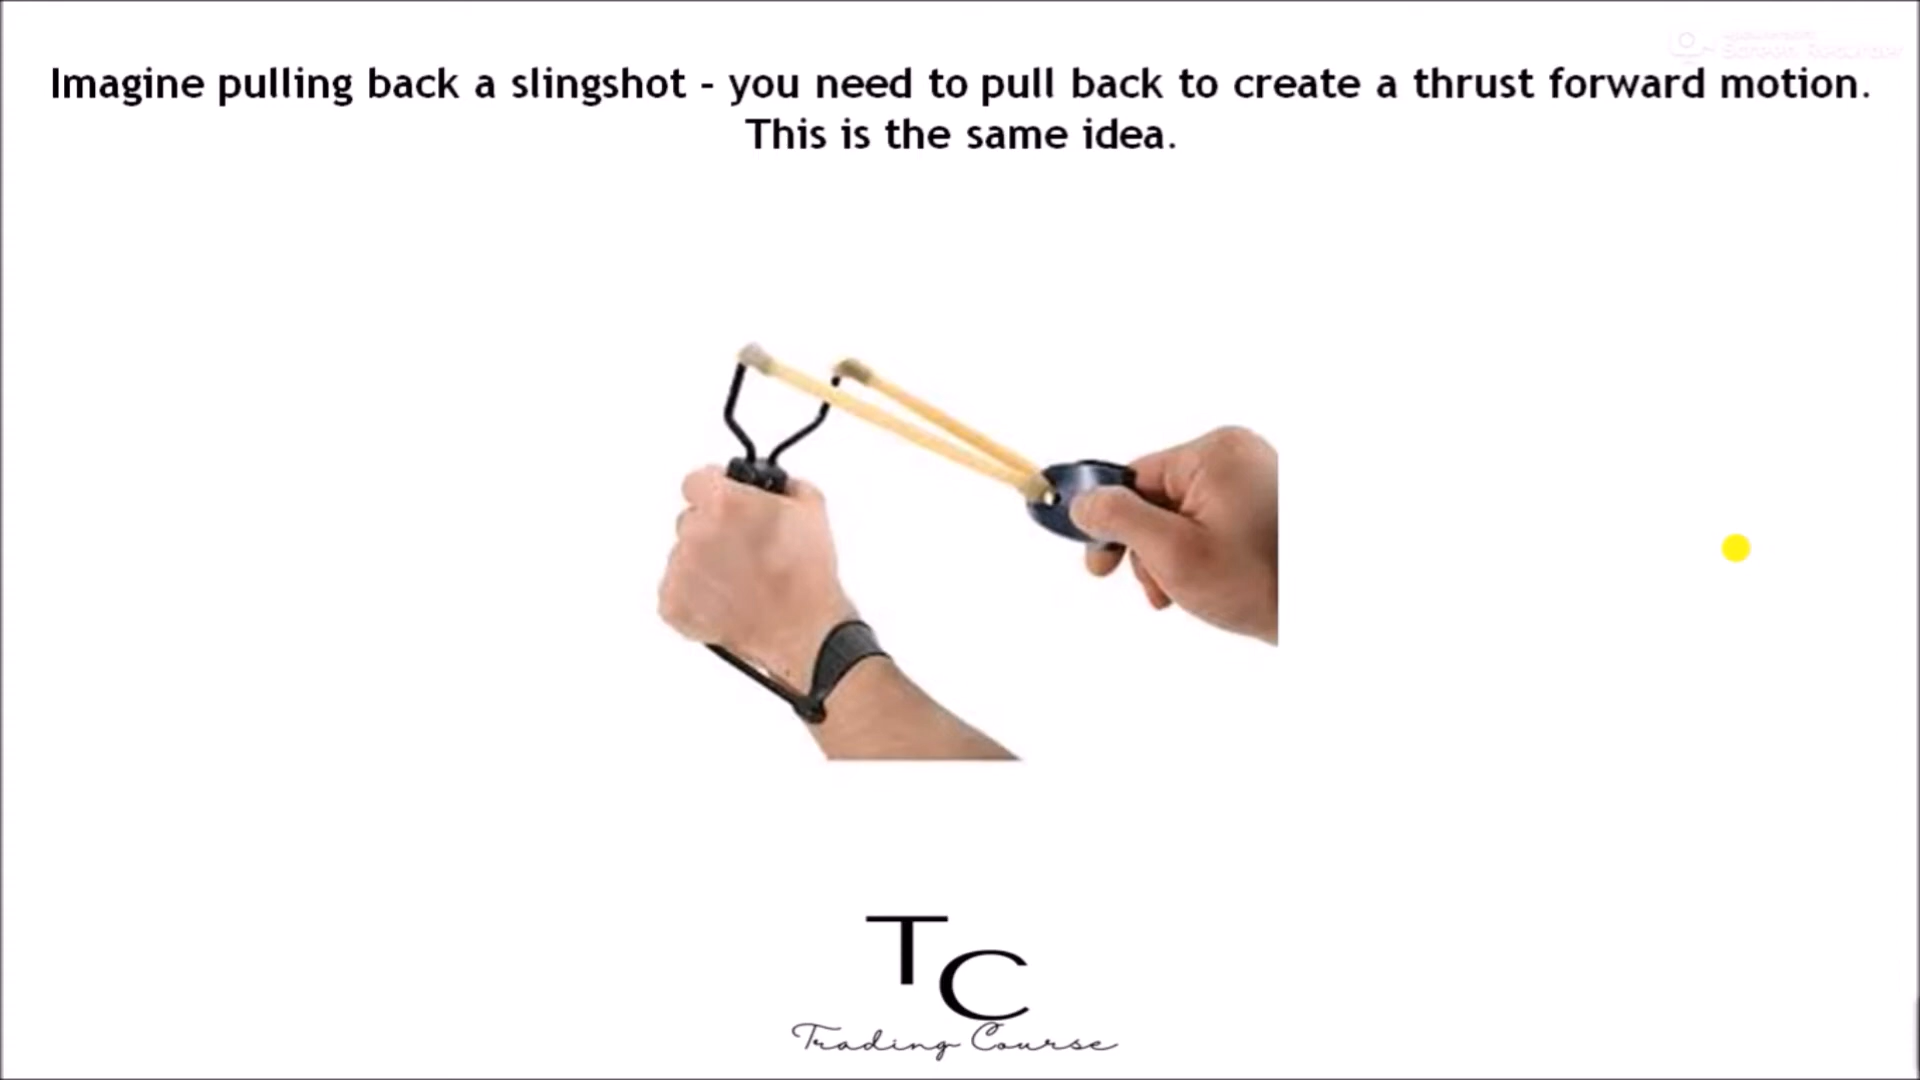 Imagine pulling back a slingshot - you need to pull back to create a thrust forward motion.
This is the same idea.
TC
Trading Course